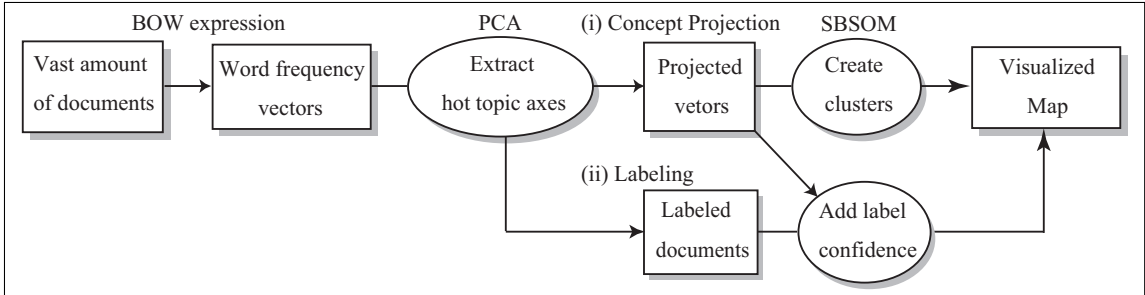 BOW expression
PCA
(i) Concept Projection
SBSOM
Vast amount
of documents
Word frequency
vectors
Extract
hot topic axes
Projected
vetors
Create
clusters
Visualized
Map
(ii) Labeling
Labeled
documents
Add label
confidence